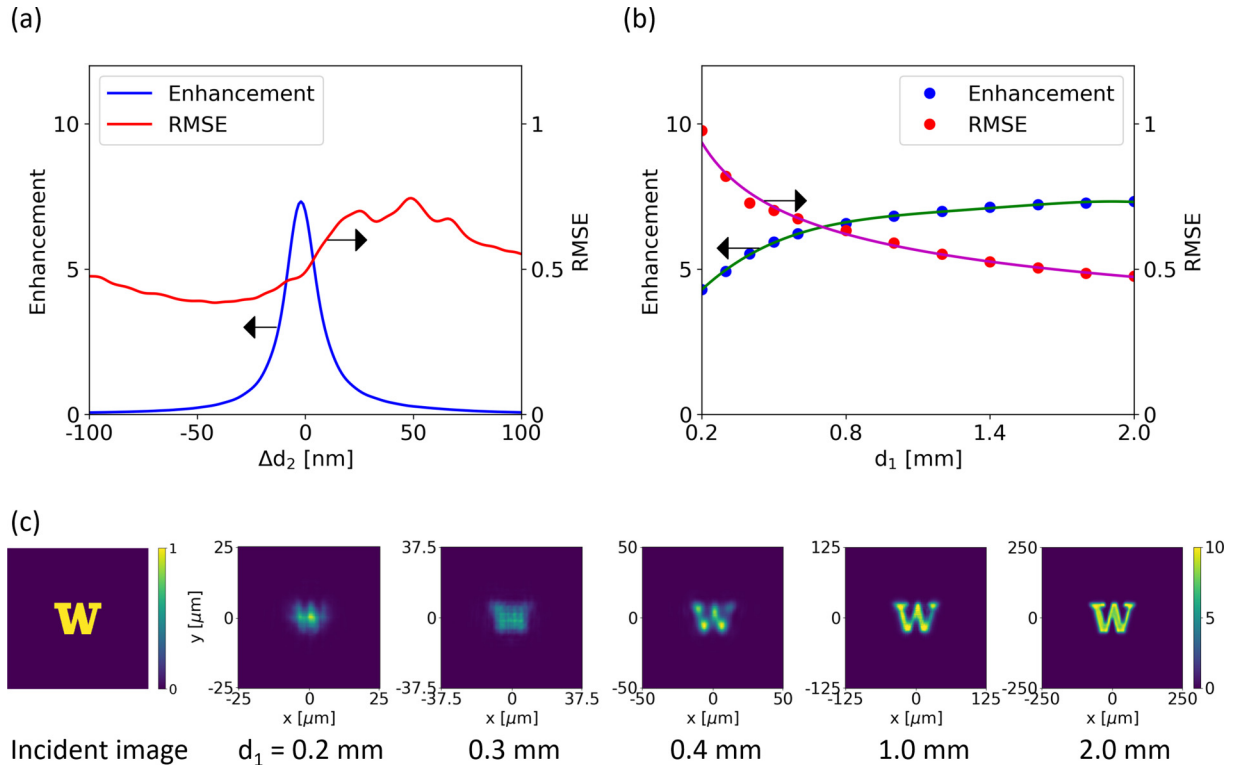 (a)
(b)
Enhancement
RMSE
Enhancement
RMSE
10
5
0
1
0.5
0
-100
-50
0
50
100
Enhancement
RMSE
Δd₂ [nm]
10
5
0
1
0.5
0
0.2
0.8
1.4
2.0
Enhancement
RMSE
d₁ [mm]
(c)
1
0
25
0
-25
y [μm]
-25
0
25
x [μm]
37.5
0
-37.5
-37.5
0
37.5
x [μm]
50
0
-50
-50
0
50
x [μm]
125
0
-125
-125
0
125
x [μm]
250
0
-250
-250
0
250
x [μm]
10
5
0
W
W
W
W
Incident image
d₁ = 0.2 mm
0.3 mm
0.4 mm
1.0 mm
2.0 mm